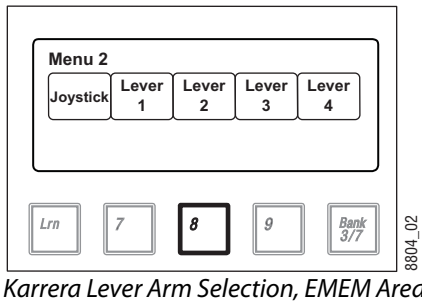 Menu 2
Joystick Lever 1 Lever 2 Lever 3 Lever 4
Lrn 7 8 9 Bank 3/7
8804_02
Karrera Lever Arm Selection, EMEM Area